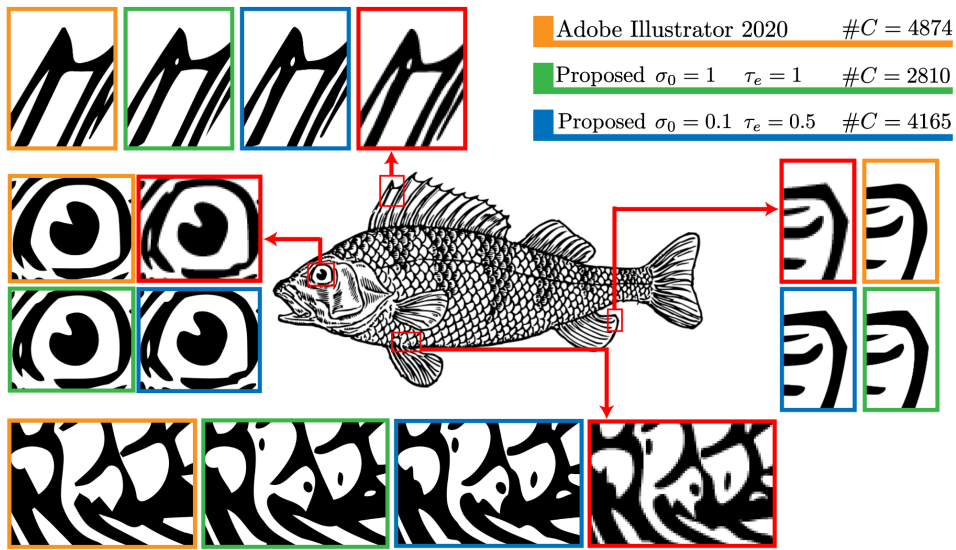 Adobe Illustrator 2020 #C = 4874
Proposed σ₀ = 1 τₑ = 1 #C = 2810
Proposed σ₀ = 0.1 τₑ = 0.5 #C = 4165